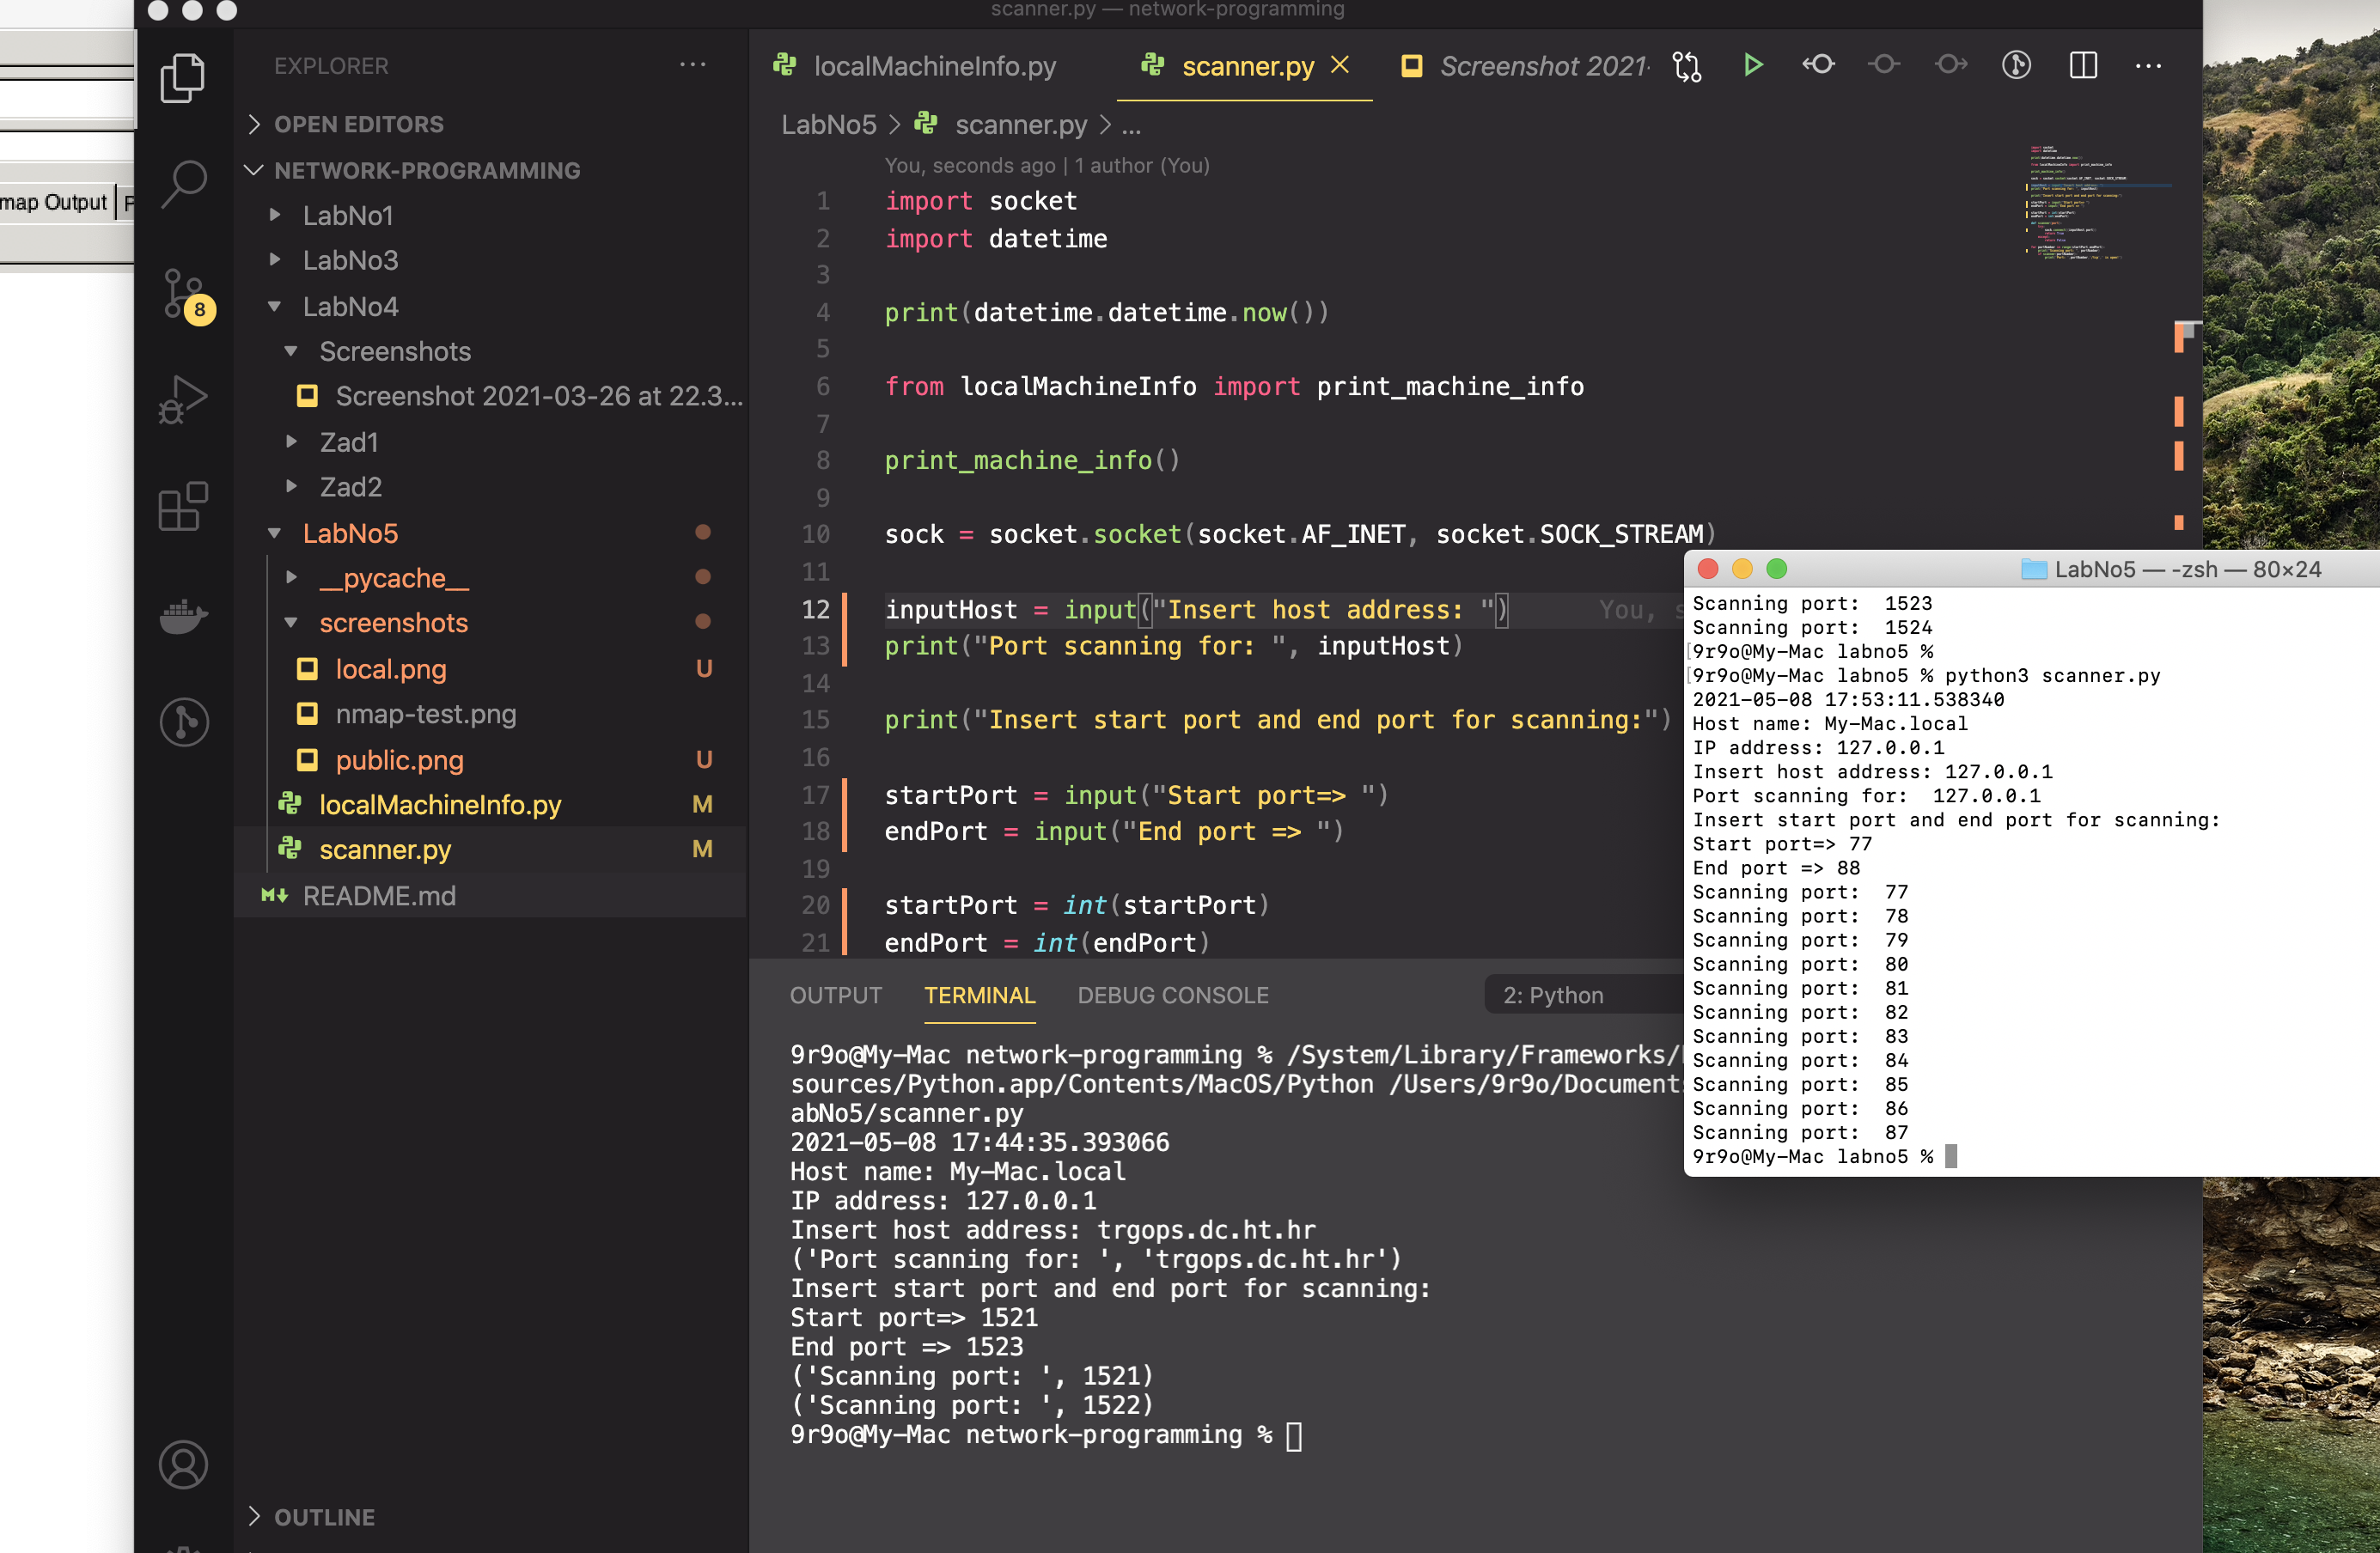 scanner.py — network-programming
map Output
EXPLORER
OPEN EDITORS
NETWORK-PROGRAMMING
LabNo1
LabNo3
LabNo4
Screenshots
Screenshot 2021-03-26 at 22.3...
Zad1
Zad2
LabNo5
__pycache__
screenshots
local.png U
nmap-test.png
public.png U
localMachineInfo.py M
scanner.py M
README.md
OUTLINE
8
localMachineInfo.py scanner.py Screenshot 2021-
LabNo5 > scanner.py > ...
You, seconds ago | 1 author (You)
1 import socket
2 import datetime
3
4 print(datetime.datetime.now())
5
6 from localMachineInfo import print_machine_info
7
8 print_machine_info()
9
10 sock = socket.socket(socket.AF_INET, socket.SOCK_STREAM)
11
12 inputHost = input("Insert host address: ") You, s
13 print("Port scanning for: ", inputHost)
14
15 print("Insert start port and end port for scanning:")
16
17 startPort = input("Start port=> ")
18 endPort = input("End port => ")
19
20 startPort = int(startPort)
21 endPort = int(endPort)
OUTPUT TERMINAL DEBUG CONSOLE 2: Python
9r9o@My-Mac network-programming % /System/Library/Frameworks/
sources/Python.app/Contents/MacOS/Python /Users/9r9o/Document
abNo5/scanner.py
2021-05-08 17:44:35.393066
Host name: My-Mac.local
IP address: 127.0.0.1
Insert host address: trgops.dc.ht.hr
('Port scanning for: ', 'trgops.dc.ht.hr')
Insert start port and end port for scanning:
Start port=> 1521
End port => 1523
('Scanning port: ', 1521)
('Scanning port: ', 1522)
9r9o@My-Mac network-programming %
LabNo5 — -zsh — 80×24
Scanning port:  1523
Scanning port:  1524
[9r9o@My-Mac labno5 %
[9r9o@My-Mac labno5 % python3 scanner.py
2021-05-08 17:53:11.538340
Host name: My-Mac.local
IP address: 127.0.0.1
Insert host address: 127.0.0.1
Port scanning for:  127.0.0.1
Insert start port and end port for scanning:
Start port=> 77
End port => 88
Scanning port:  77
Scanning port:  78
Scanning port:  79
Scanning port:  80
Scanning port:  81
Scanning port:  82
Scanning port:  83
Scanning port:  84
Scanning port:  85
Scanning port:  86
Scanning port:  87
9r9o@My-Mac labno5 %